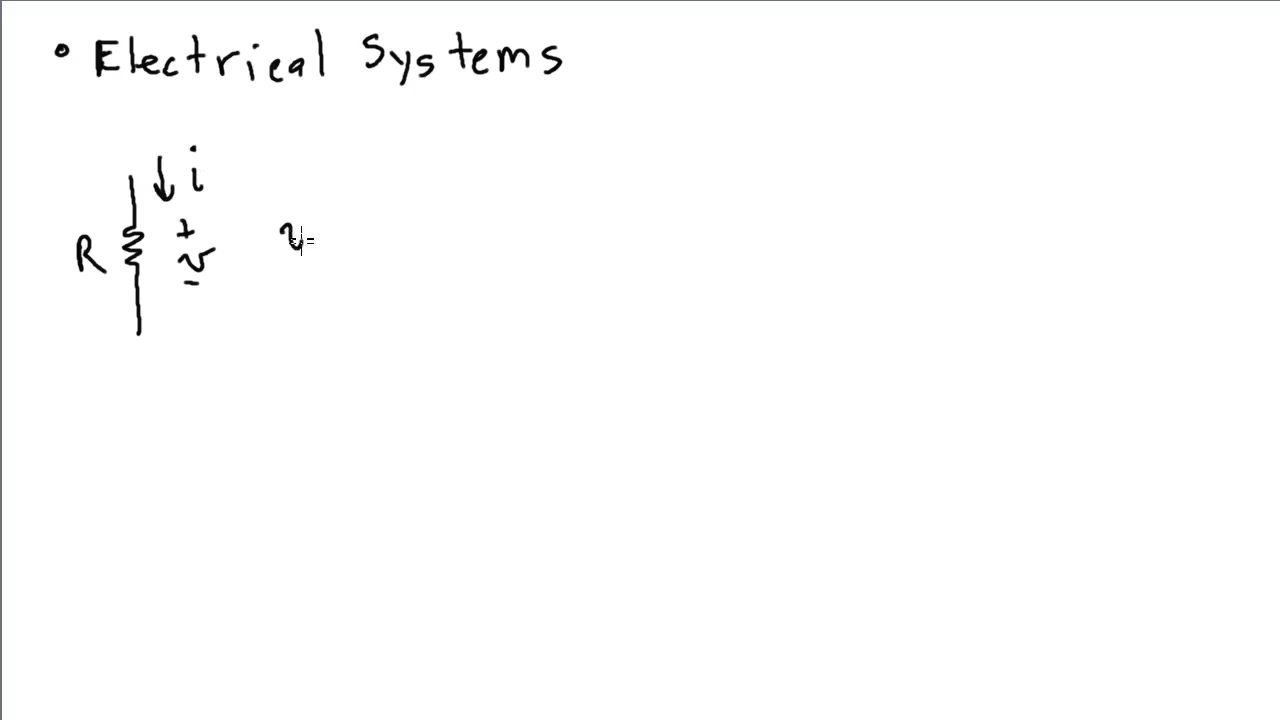 • Electrical Systems
↓ i
+
R v
-
v